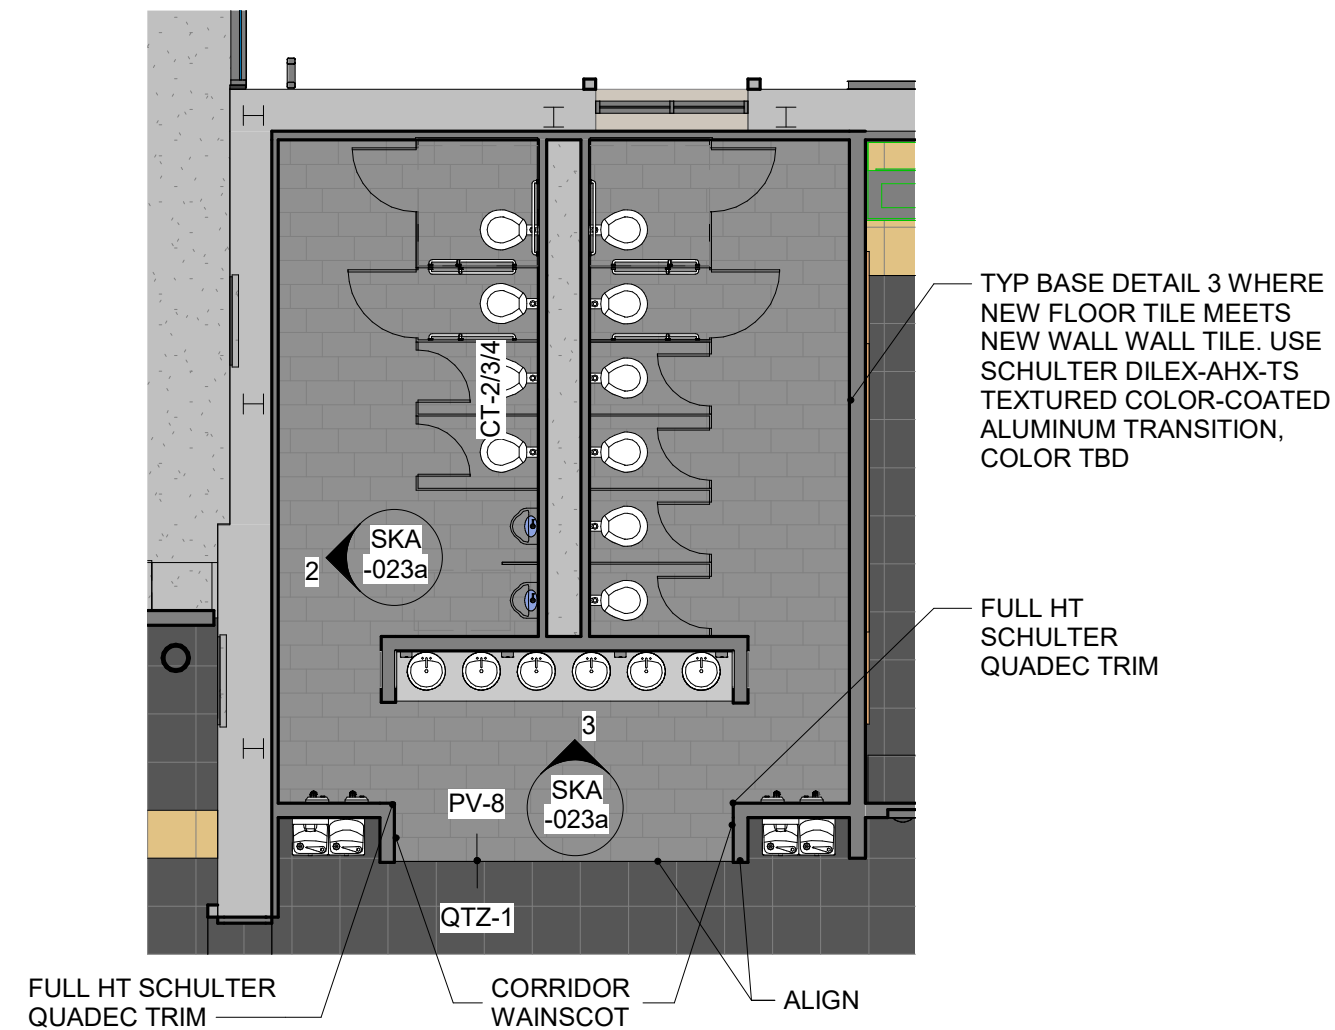 TYP BASE DETAIL 3 WHERE
NEW FLOOR TILE MEETS
NEW WALL WALL TILE. USE
SCHULTER DILEX-AHX-TS
TEXTURED COLOR-COATED
ALUMINUM TRANSITION,
COLOR TBD
CT-2/3/4
SKA
-023a
2
FULL HT
SCHULTER
QUADEC TRIM
3
SKA
-023a
PV-8
QTZ-1
FULL HT SCHULTER
QUADEC TRIM
CORRIDOR
WAINSCOT
ALIGN